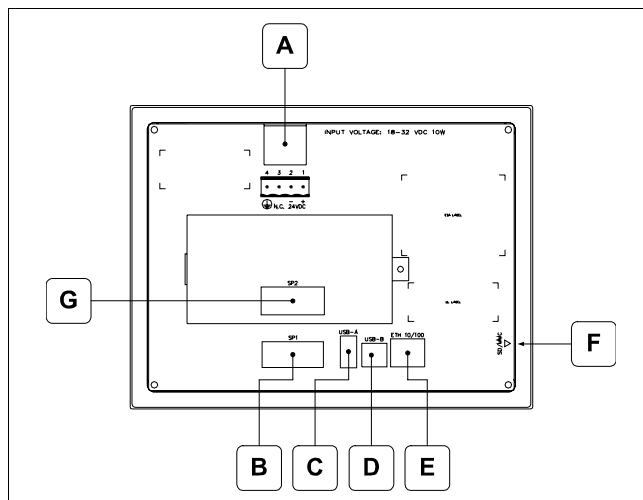 A
INPUT VOLTAGE: 18-32 VDC 10W
4 3 2 1
N.C. 24VDC
- +
G
SP2
SP1
USB-A
USB-B
ETH 10/100
SD/MMC
F
B
C
D
E